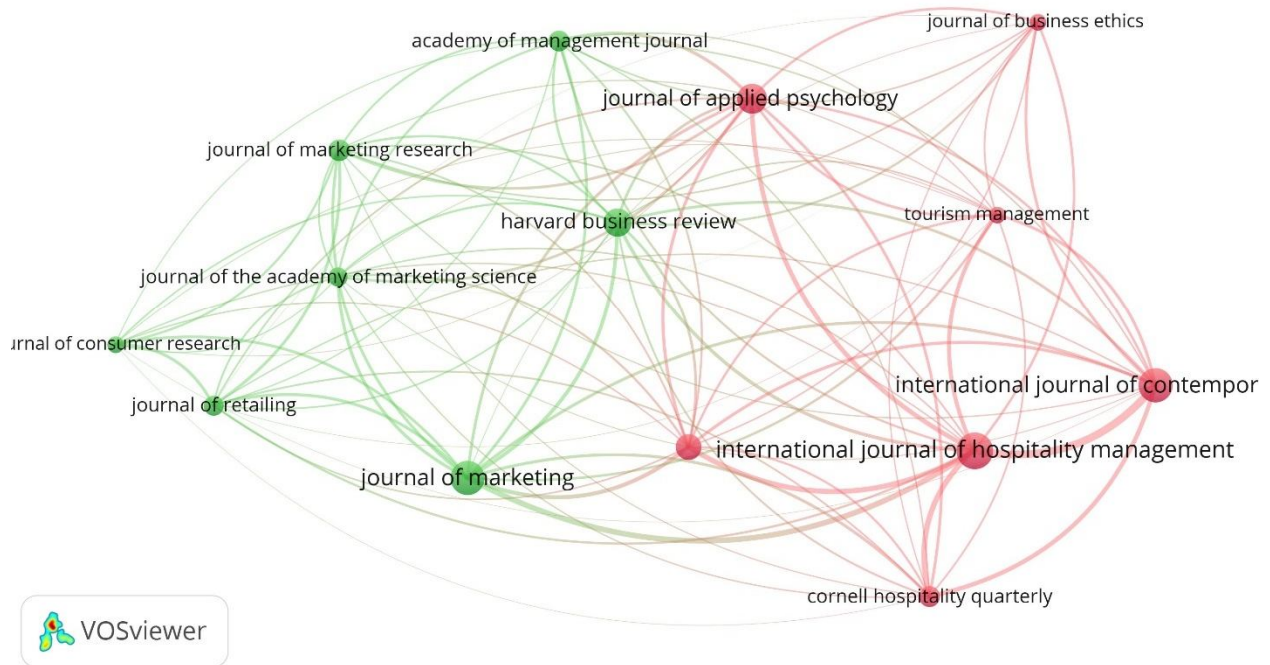 journal of business ethics
academy of management journal
journal of applied psychology
journal of marketing research
tourism management
harvard business review
journal of the academy of marketing science
urnal of consumer research
international journal of contempor
journal of retailing
international journal of hospitality management
journal of marketing
cornell hospitality quarterly
VOSviewer